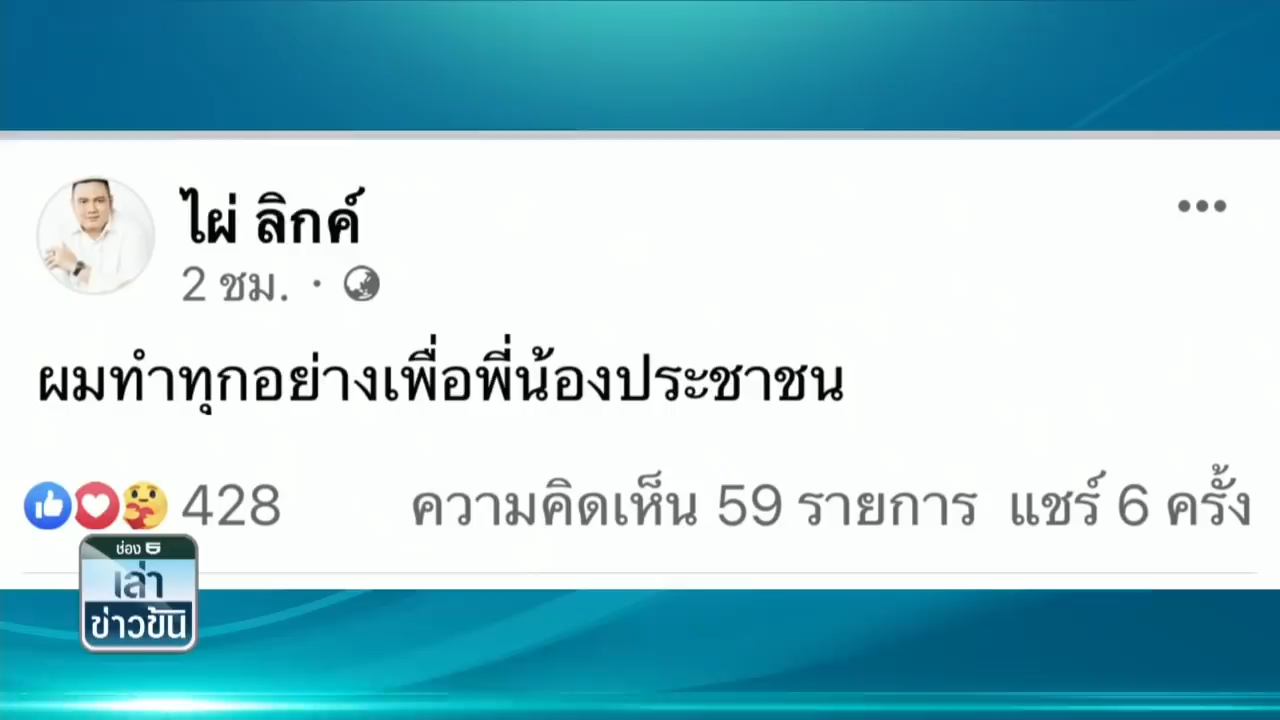 ไผ่ ลิกค์
2 ชม. ·
ผมทำทุกอย่างเพื่อพี่น้องประชาชน
428 ความคิดเห็น 59 รายการ แชร์ 6 ครั้ง
ช่อง 5
เล่า
ข่าวข้น